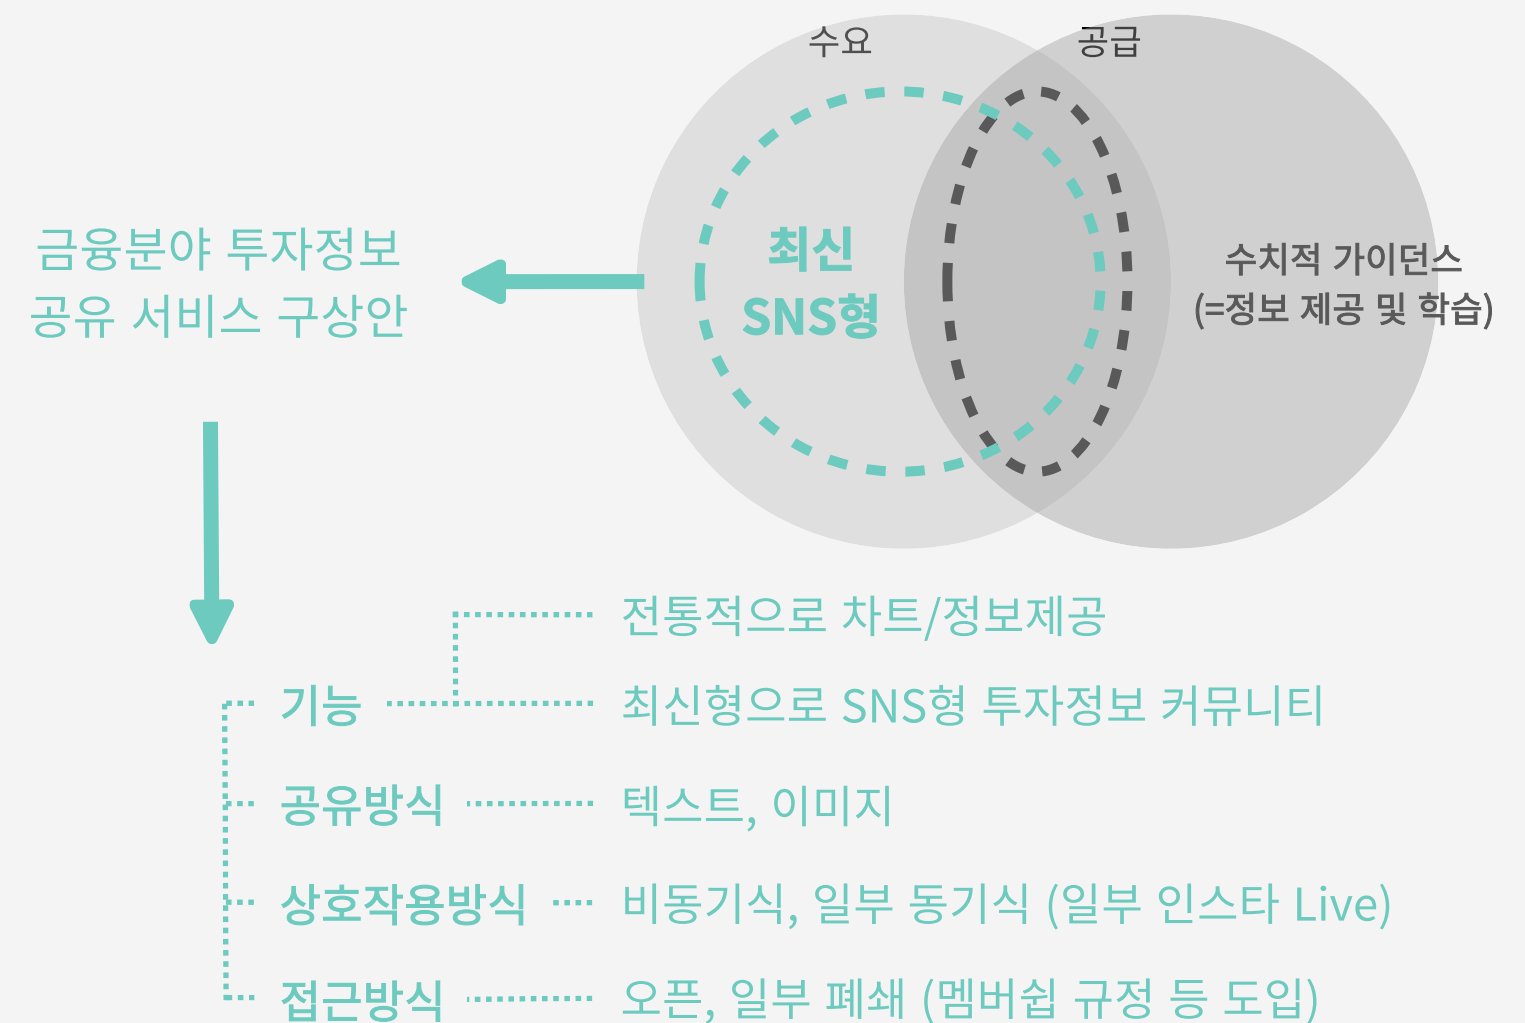 수요
공급
최신
SNS형
수치적 가이던스
(=정보 제공 및 학습)
금융분야 투자정보
공유 서비스 구상안
전통적으로 차트/정보제공
기능 최신형으로 SNS형 투자정보 커뮤니티
공유방식 텍스트, 이미지
상호작용방식 비동기식, 일부 동기식 (일부 인스타 Live)
접근방식 오픈, 일부 폐쇄 (멤버쉽 규정 등 도입)